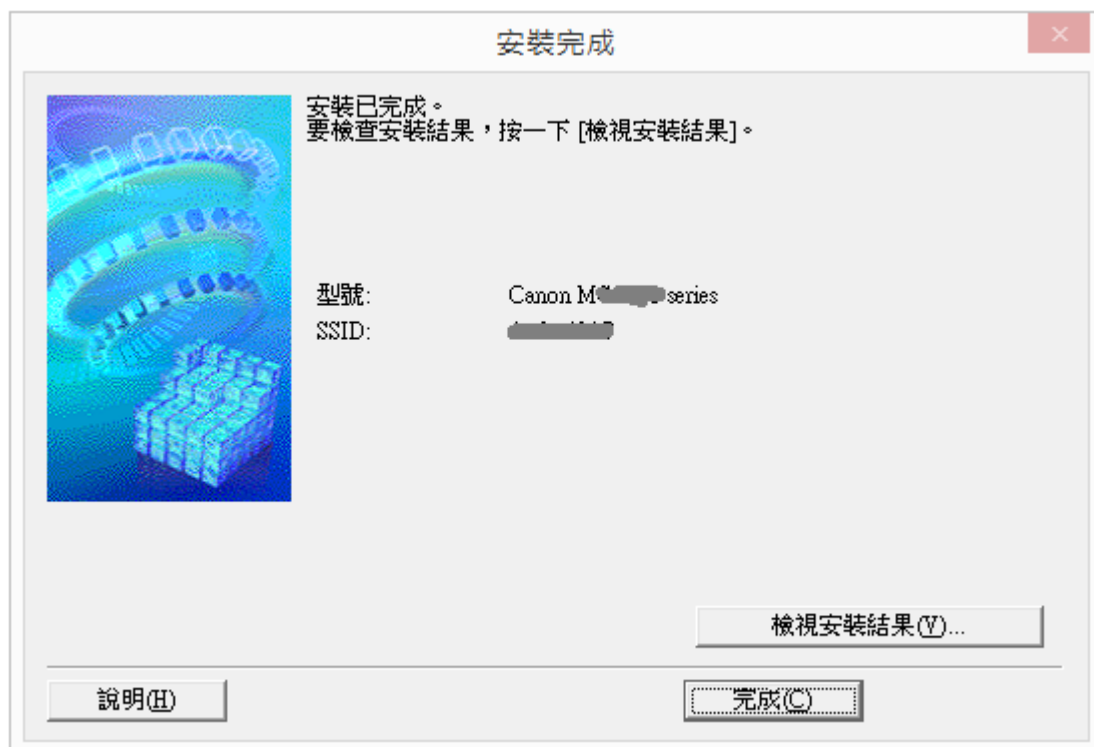 安裝完成
安裝已完成。
要檢查安裝結果，按一下 [檢視安裝結果]。
型號: Canon M series
SSID:
檢視安裝結果(V)...
說明(H) 完成(C)